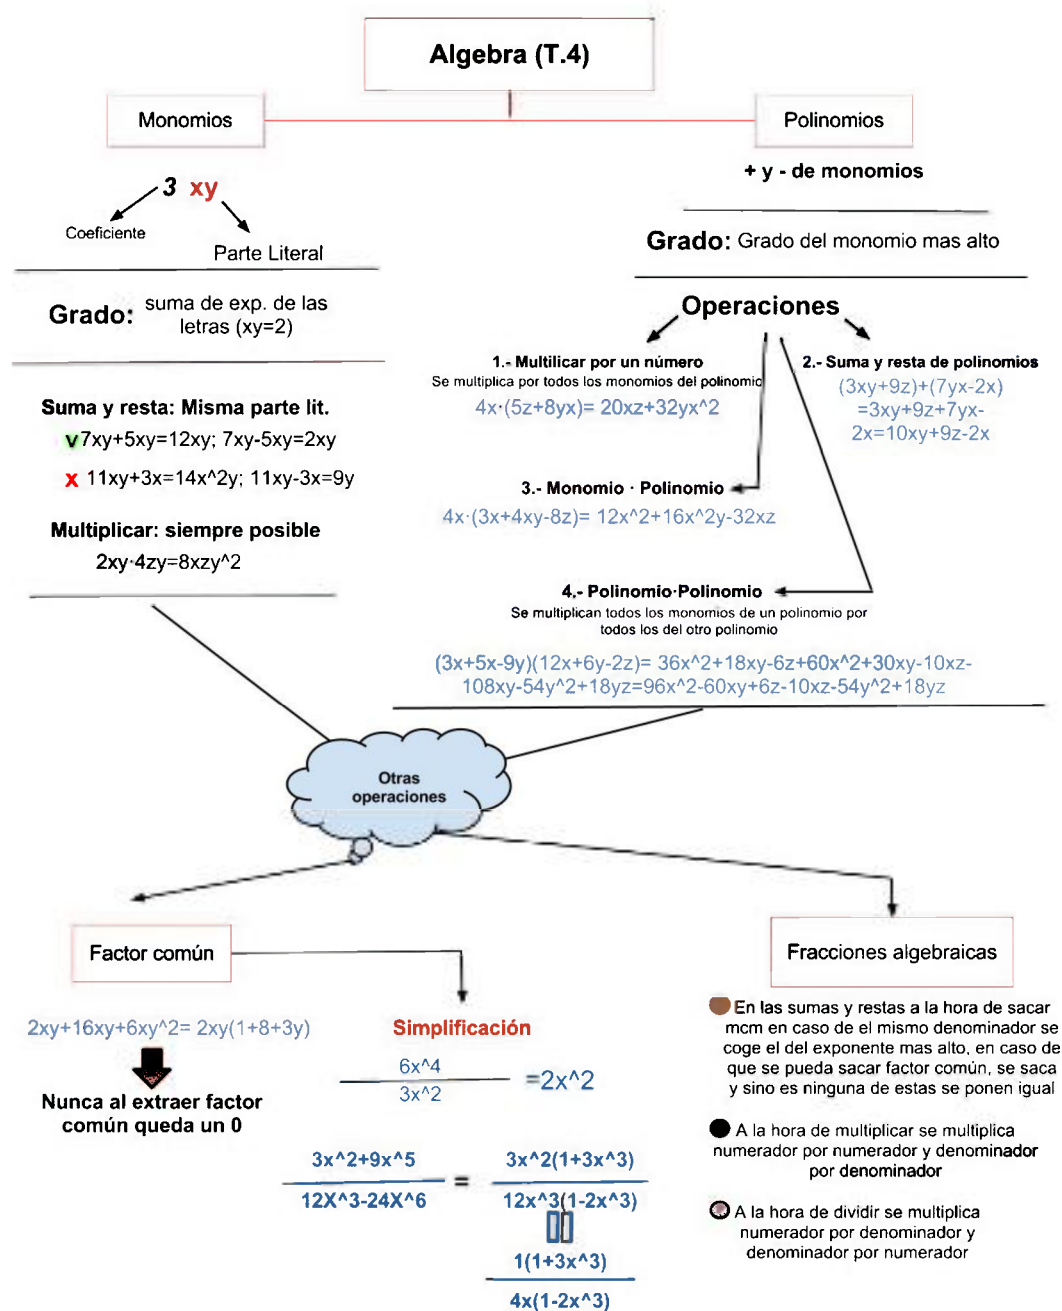 Algebra (T.4)
Monomios
3 xy
Coeficiente
Parte Literal
Grado: suma de exp. de las
letras (xy=2)
Suma y resta: Misma parte lit.
v 7xy+5xy=12xy; 7xy-5xy=2xy
x 11xy+3x=14x^2y; 11xy-3x=9y
Multiplicar: siempre posible
2xy·4zy=8xzy^2
Polinomios
+ y - de monomios
Grado: Grado del monomio mas alto
Operaciones
1.- Multilicar por un número
Se multiplica por todos los monomios del polinomio
4x·(5z+8yx)= 20xz+32yx^2
2.- Suma y resta de polinomios
(3xy+9z)+(7yx-2x)
=3xy+9z+7yx-
2x=10xy+9z-2x
3.- Monomio · Polinomio
4x·(3x+4xy-8z)= 12x^2+16x^2y-32xz
4.- Polinomio·Polinomio
Se multiplican todos los monomios de un polinomio por
todos los del otro polinomio
(3x+5x-9y)(12x+6y-2z)= 36x^2+18xy-6z+60x^2+30xy-10xz-
108xy-54y^2+18yz=96x^2-60xy+6z-10xz-54y^2+18yz
Otras
operaciones
Factor común
2xy+16xy+6xy^2= 2xy(1+8+3y)
Nunca al extraer factor
común queda un 0
Simplificación
6x^4
3x^2
=2x^2
3x^2+9x^5
12X^3-24X^6
=
3x^2(1+3x^3)
12x^3(1-2x^3)
1(1+3x^3)
4x(1-2x^3)
Fracciones algebraicas
En las sumas y restas a la hora de sacar
mcm en caso de el mismo denominador se
coge el del exponente mas alto, en caso de
que se pueda sacar factor común, se saca
y sino es ninguna de estas se ponen igual
A la hora de multiplicar se multiplica
numerador por numerador y denominador
por denominador
A la hora de dividir se multiplica
numerador por denominador y
denominador por numerador